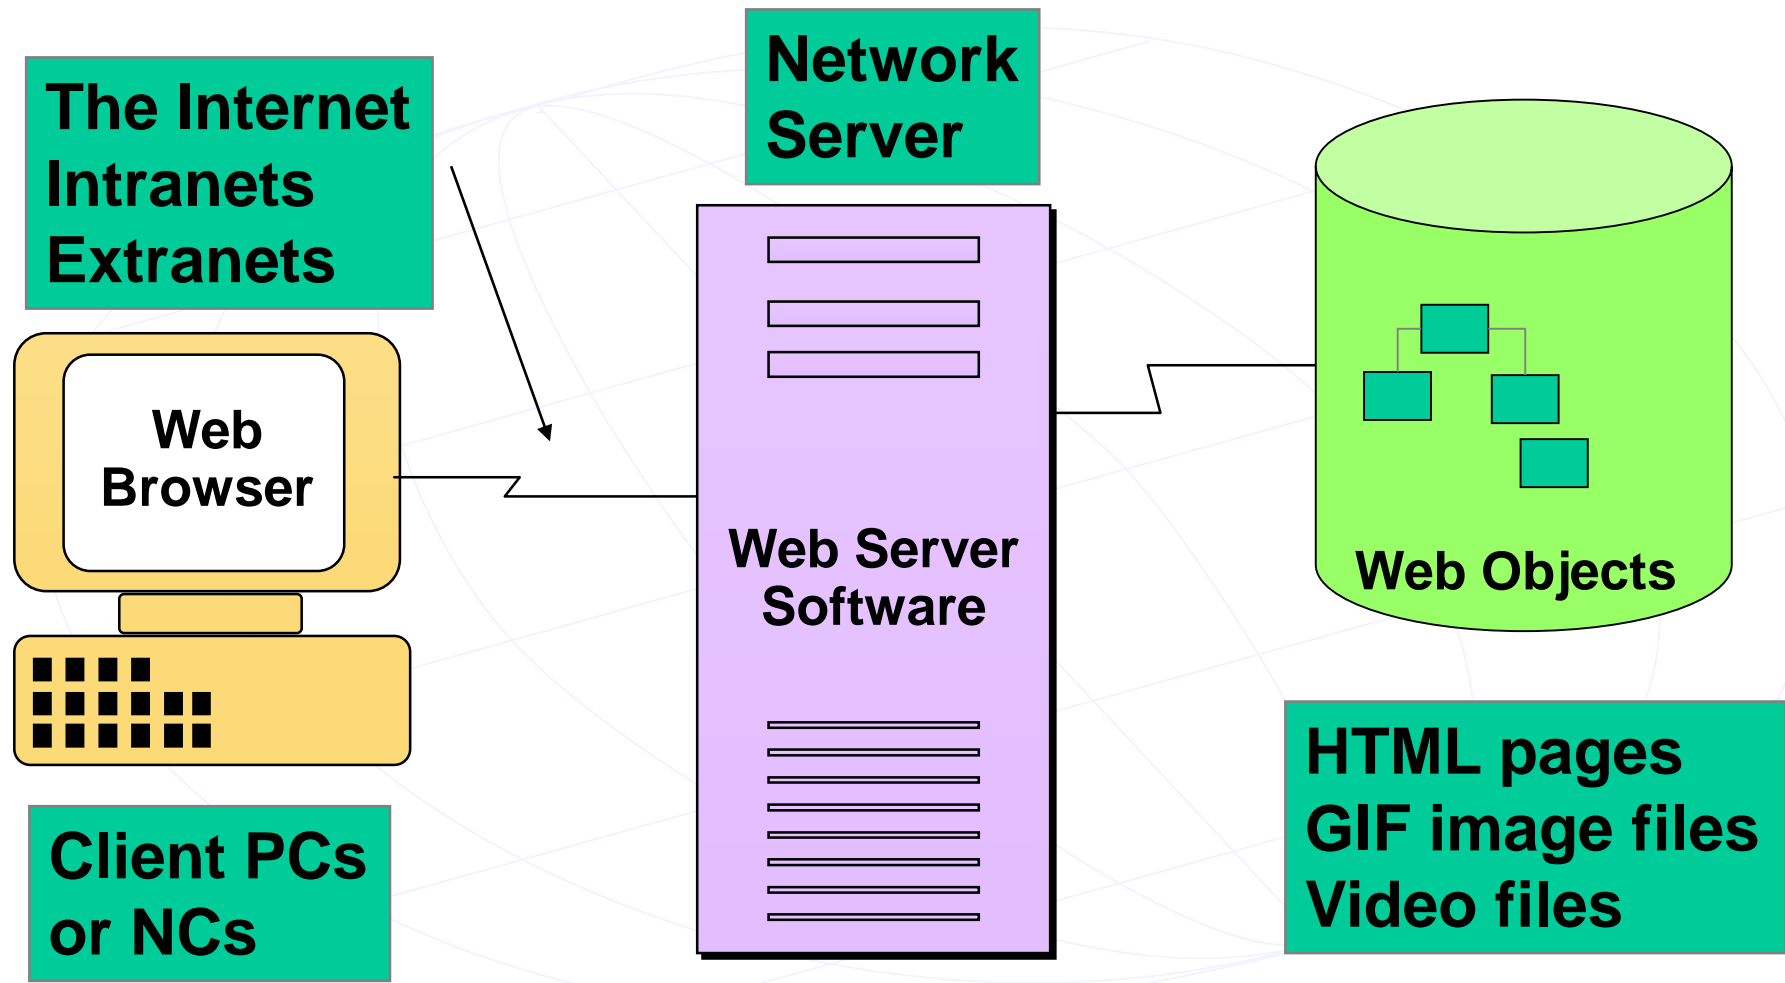 The Internet
Intranets
Extranets
Network
Server
Web
Browser
Web Server
Software
Web Objects
Client PCs
or NCs
HTML pages
GIF image files
Video files